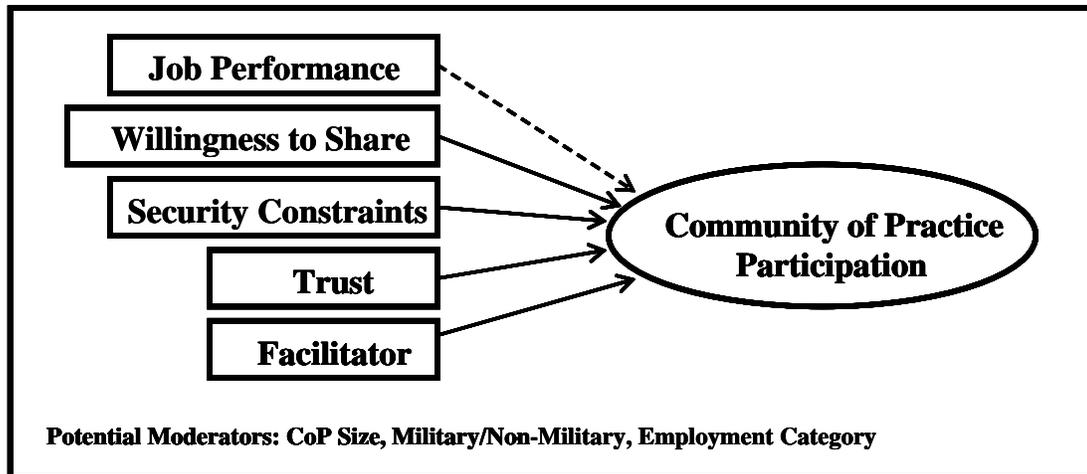 Job Performance
Willingness to Share
Security Constraints
Trust
Facilitator
Community of Practice
Participation
Potential Moderators: CoP Size, Military/Non-Military, Employment Category